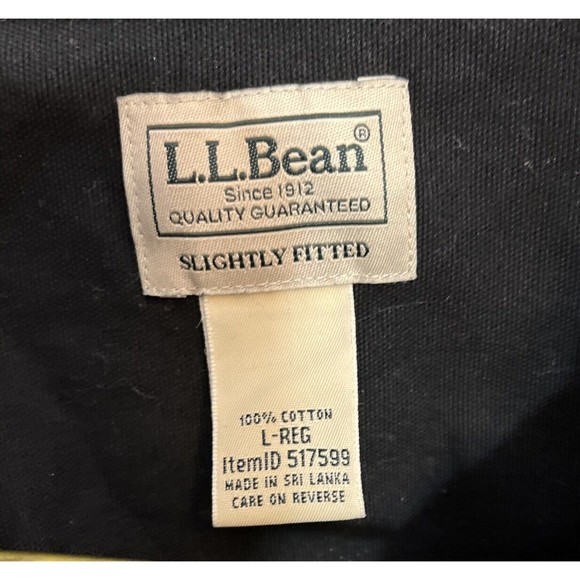 L.L.Bean®
Since 1912
QUALITY GUARANTEED
SLIGHTLY FITTED
100% COTTON
L-REG
ItemID 517599
MADE IN SRI LANKA
CARE ON REVERSE